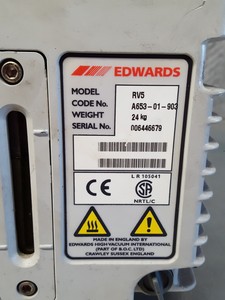 EDWARDS
MODEL RV5
CODE No. A653-01-903
WEIGHT 24 kg
SERIAL No. 006446679
LR 105041
CE
NRTL/C
MADE IN ENGLAND BY
EDWARDS HIGH VACUUM INTERNATIONAL
(PART OF B.O.C. LTD)
CRAWLEY SUSSEX ENGLAND